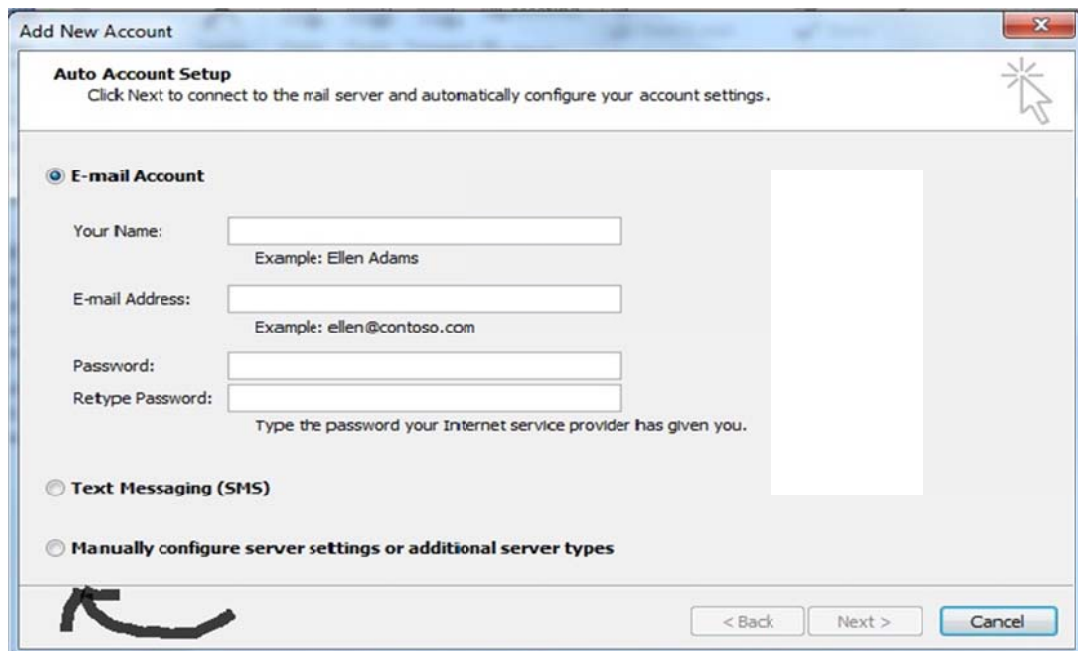 Add New Account
Auto Account Setup
Click Next to connect to the mail server and automatically configure your account settings.
E-mail Account
Your Name:
Example: Ellen Adams
E-mail Address:
Example: ellen@contoso.com
Password:
Retype Password:
Type the password your Internet service provider has given you.
Text Messaging (SMS)
Manually configure server settings or additional server types
< Back Next > Cancel